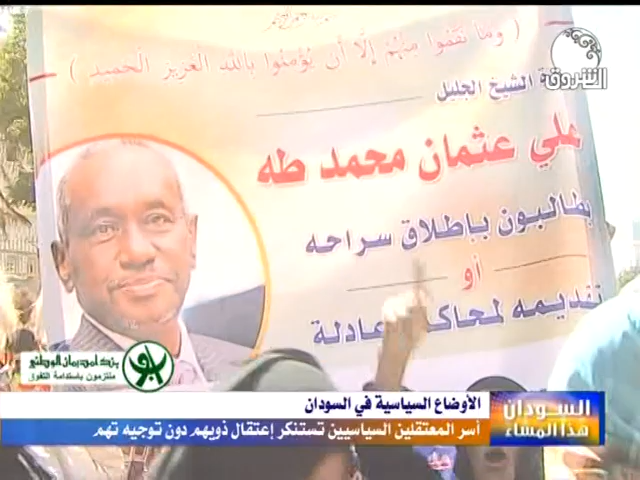 ( وما نقموا منهم إلا أن يؤمنوا بالله العزيز الحميد )
الشروق
الشيخ الجليل
علي عثمان محمد طه
يطالبون بإطلاق سراحه
أو
تقديمه لمحاكمة عادلة
بنك امدرمان الوطني
ملتزمون باستدامة التفوق
الأوضاع السياسية في السودان
أسر المعتقلين السياسيين تستنكر إعتقال ذويهم دون توجيه تهم
السودان
هذا المساء